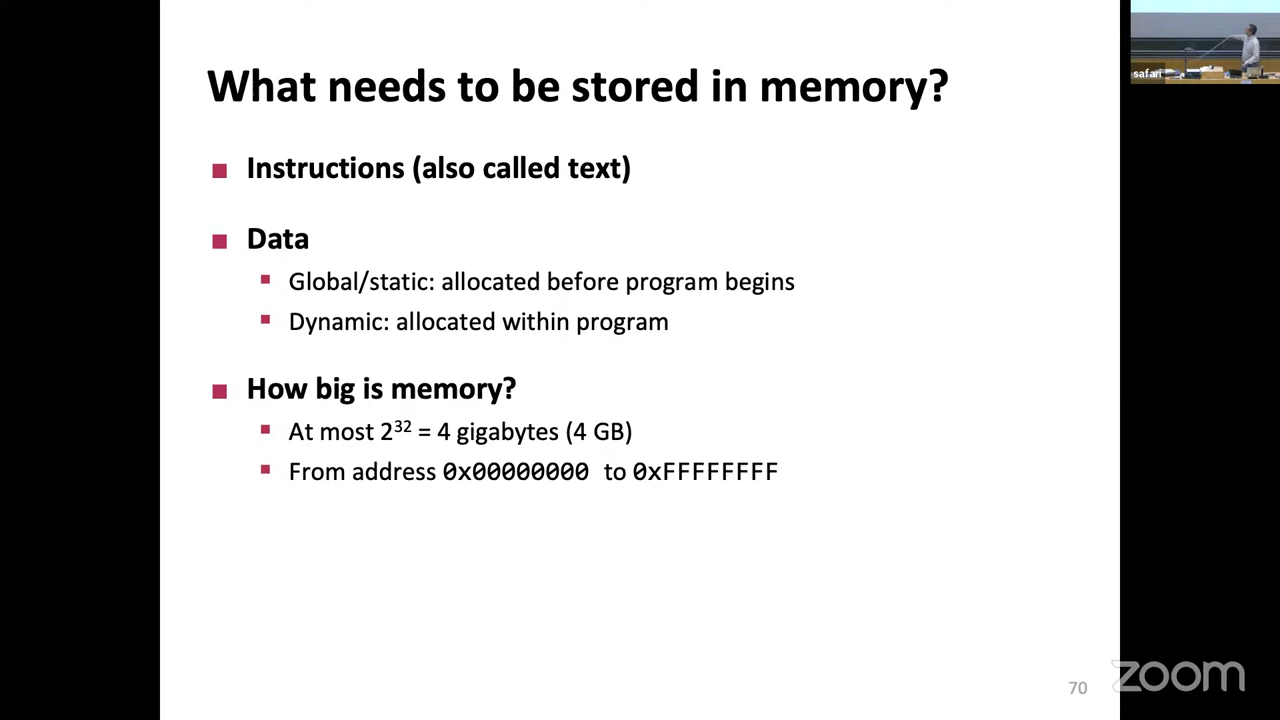 What needs to be stored in memory?
Instructions (also called text)
Data
Global/static: allocated before program begins
Dynamic: allocated within program
How big is memory?
At most 2³² = 4 gigabytes (4 GB)
From address 0x00000000 to 0xFFFFFFFF
70
safari
zoom